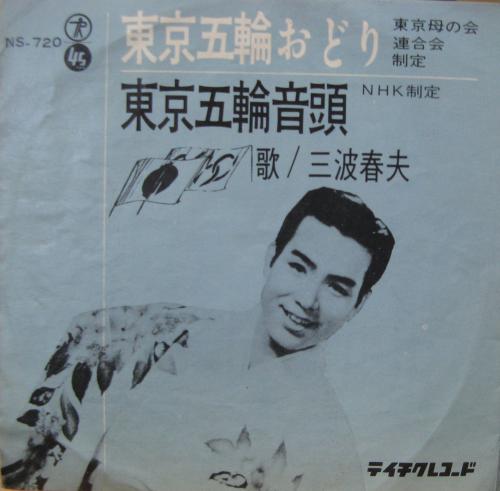 NS-720
45
東京五輪おどり
東京母の会
連合会
制定
東京五輪音頭
NHK制定
歌/三波春夫
テイチクレコード